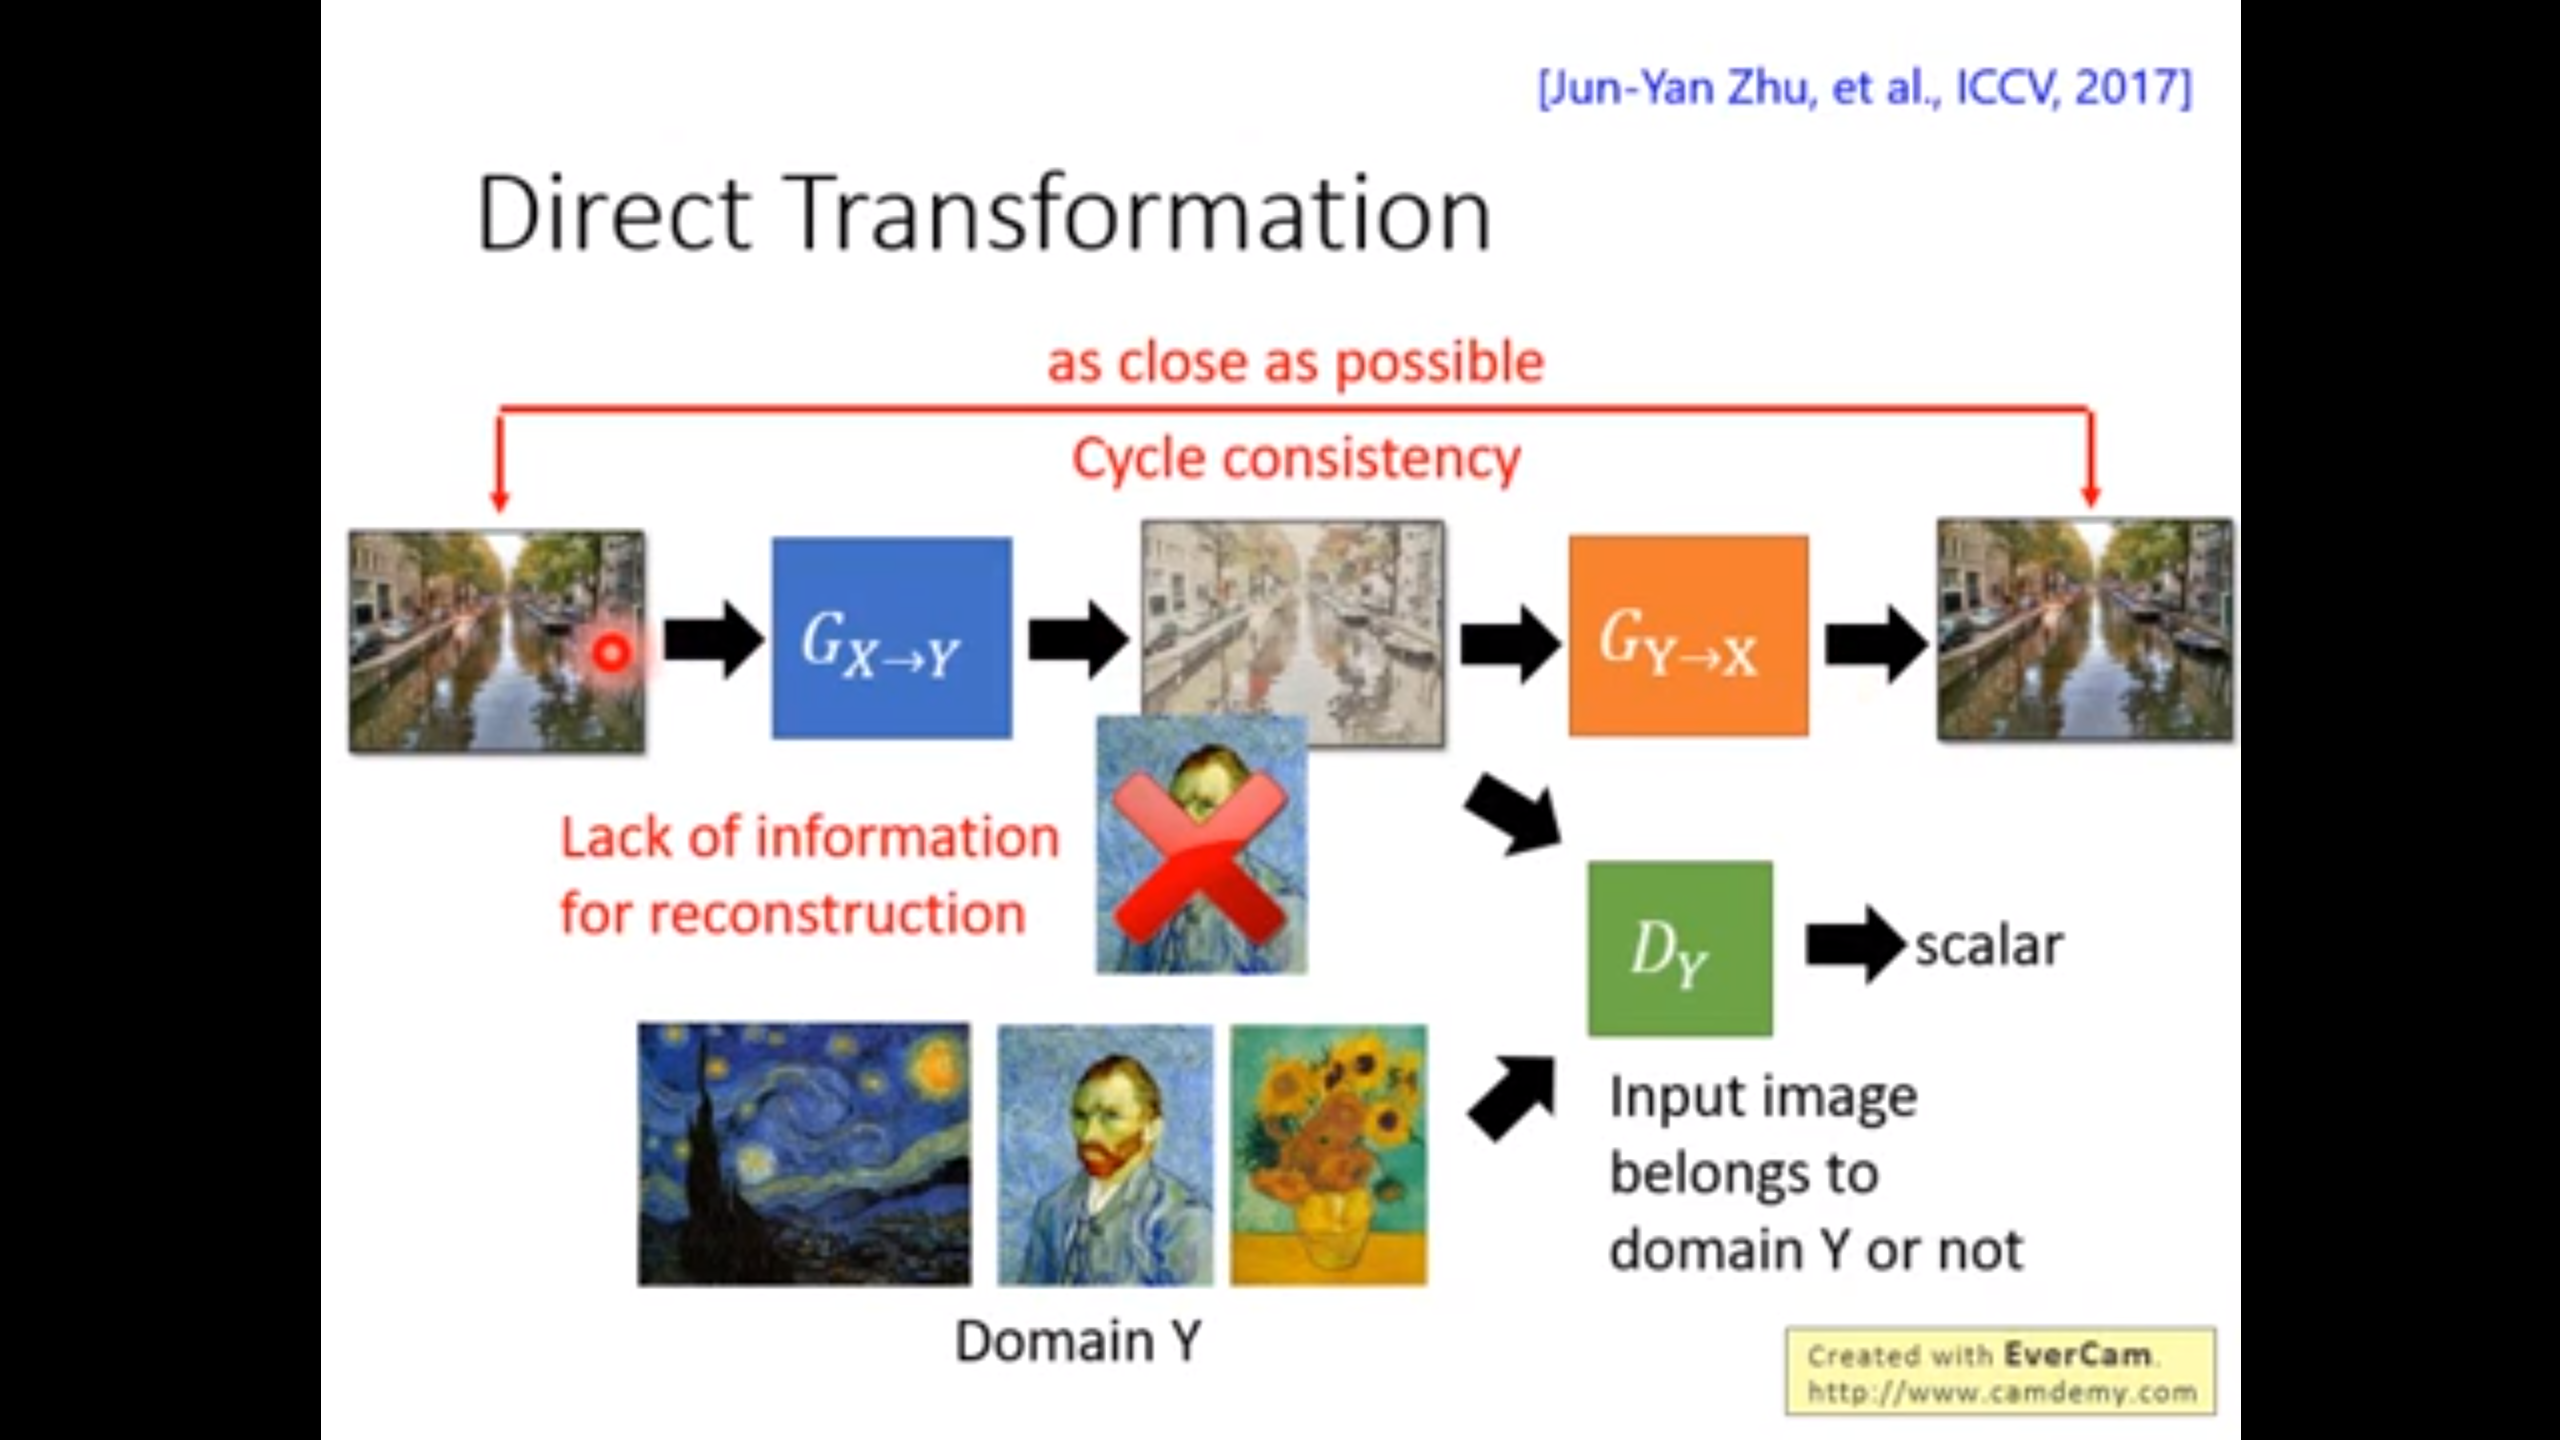 [Jun-Yan Zhu, et al., ICCV, 2017]
Direct Transformation
as close as possible
Cycle consistency
G_{X→Y}
G_{Y→X}
Lack of information
for reconstruction
D_Y
scalar
Input image
belongs to
domain Y or not
Domain Y
Created with EverCam.
http://www.camdemy.com